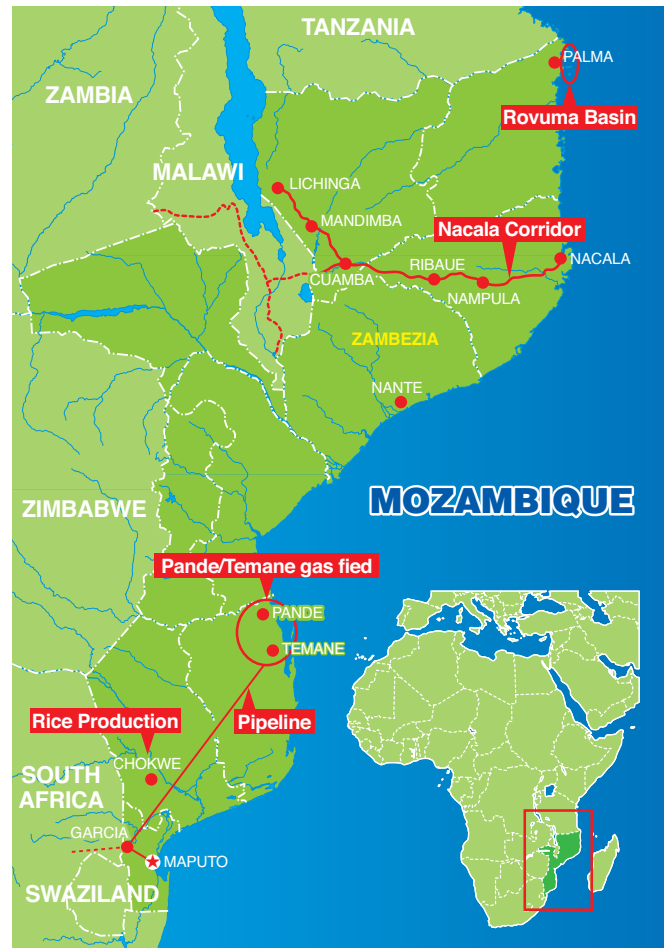 TANZANIA
PALMA
ZAMBIA
Rovuma Basin
MALAWI
LICHINGA
MANDIMBA
Nacala Corridor
NACALA
RIBAUE
CUAMBA
NAMPULA
ZAMBEZIA
NANTE
MOZAMBIQUE
ZIMBABWE
Pande/Temane gas fied
PANDE
TEMANE
Rice Production
Pipeline
CHOKWE
SOUTH
AFRICA
GARCIA
MAPUTO
SWAZILAND